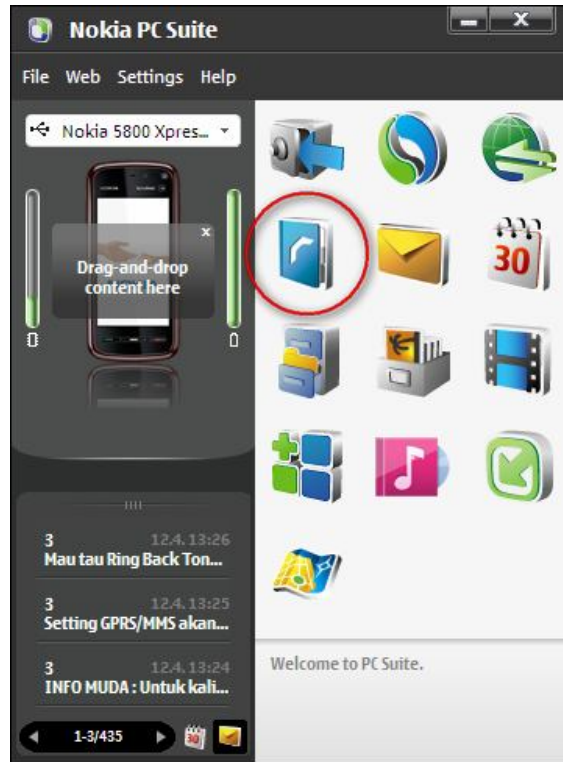 Nokia PC Suite
File Web Settings Help
Nokia 5800 Xpres...
Drag-and-drop
content here
30
3 12.4. 13:26
Mau tau Ring Back Ton...
3 12.4. 13:25
Setting GPRS/MMS akan...
3 12.4. 13:24
INFO MUDA : Untuk kali...
Welcome to PC Suite.
1-3/435
30